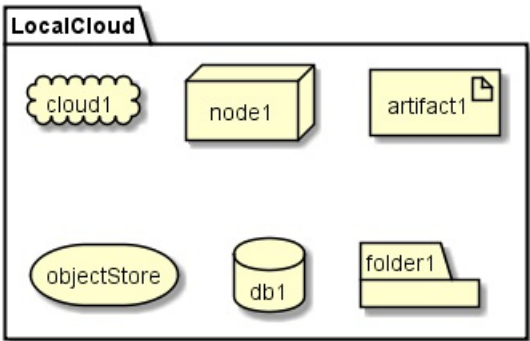 LocalCloud
cloud1
node1
artifact1
objectStore
db1
folder1